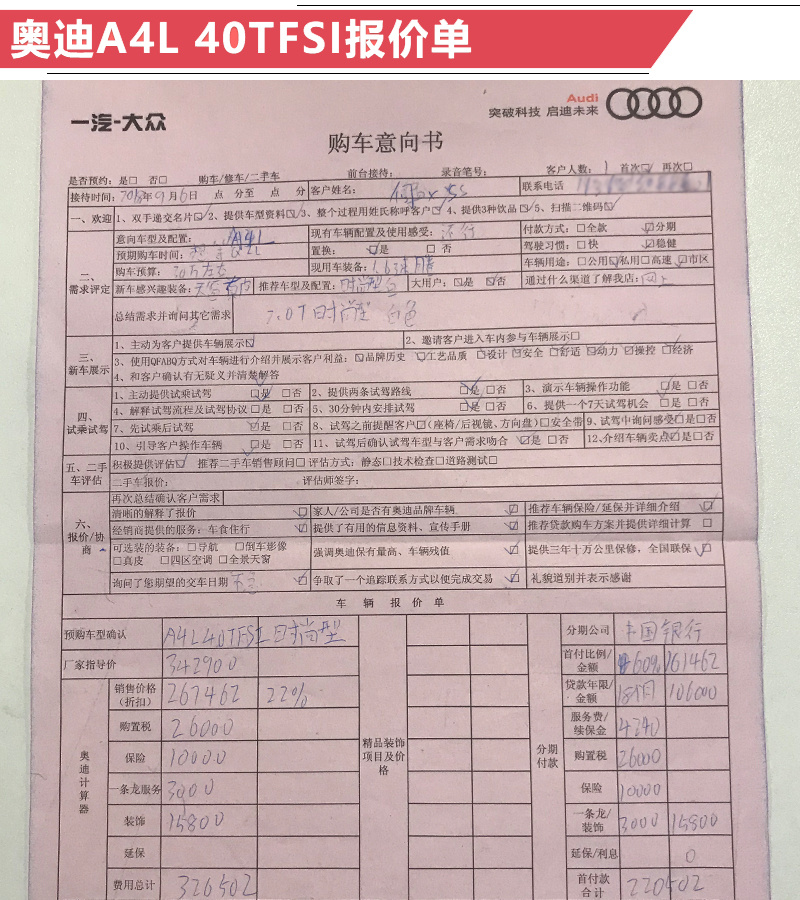 奥迪A4L 40TFSI报价单
一汽-大众
Audi
突破科技 启迪未来
购车意向书
是否预约：是□ 否□ 购车/修车/二手车 前台接待： 录音笔号： 客户人数：1 首次☑ 再次□
接待时间：2018年9月6日 点 分至 点 分 客户姓名： 联系电话
一、欢迎 1、双手递交名片☑ 2、提供车型资料☑ 3、整个过程用姓氏称呼客户☑ 4、提供3种饮品☑ 5、扫描二维码☑
二、需求评定
意向车型及配置： A4L 现有车辆配置及使用感受：还行 付款方式：□全款 ☑分期
预期购车时间： 置换：☑是 □否 驾驶习惯：□快 ☑稳健
购车预算：30万左右 现用车装备： 车辆用途：□公用☑私用□高速☑市区
新车感兴趣装备：天窗 推荐车型及配置：时尚型 大用户：□是 ☑否 通过什么渠道了解我店：
总结需求并询问其它需求 2.0T 时尚型 白色
三、新车展示
1、主动为客户提供车辆展示☑ 2、邀请客户进入车内参与车辆展示□
3、使用QFABQ方式对车辆进行介绍并展示客户利益：☑品牌历史 ☑工艺品质 □设计 ☑安全 □舒适 ☑动力 ☑操控 ☑经济
4、和客户确认有无疑义并清楚解答
四、试乘试驾
1、主动提供试乘试驾 ☑是 □否 2、提供两条试驾路线 ☑是 □否 3、演示车辆操作功能 ☑是 □否
4、解释试驾流程及试驾协议 ☑是 □否 5、30分钟内安排试驾 ☑是 □否 6、提供一个7天试驾机会 ☑是 □否
7、先试乘后试驾 ☑是 □否 8、试驾之前提醒客户☑(座椅/后视镜、方向盘)□安全带 9、试驾中询问感受☑是□否
10、引导客户操作车辆 ☑是 □否 11、试驾后确认试驾车型与客户需求吻合 ☑是 □否 12、介绍车辆卖点☑是□否
五、二手车评估
积极提供评估☑ 推荐二手车销售顾问□ 评估方式：静态□技术检查□道路测试□
二手车报价： 评估师签字：
六、报价/协商
再次总结确认客户需求
清晰的解释了报价 ☑ 家人/公司是否有奥迪品牌车辆 ☑ 推荐车辆保险/延保并详细介绍 ☑
经销商提供的服务：车食住行 ☑ 提供了有用的信息资料、宣传手册 ☑ 推荐贷款购车方案并提供详细计算 □
可选装的装备：□导航 □倒车影像
□真皮 □四区空调 □全景天窗 强调奥迪保有量高、车辆残值 ☑ 提供三年十万公里保修，全国联保 ☑
询问了您期望的交车日期 ☑ 争取了一个追踪联系方式以便完成交易 ☑ 礼貌道别并表示感谢
车 辆 报 价 单
预购车型确认 A4L40TFSI 时尚型 分期公司 中国银行
厂家指导价 342900 首付比例/金额 60% 161462
奥迪计算器
销售价格(折扣) 267462 22% 贷款年限/金额 18个月 106000
购置税 26000 服务费/续保金 4240
精品装饰项目及价格
分期付款
保险 10000 购置税 26000
一条龙服务 3000 保险 10000
装饰 15800 一条龙/装饰 3000 15800
延保 延保/利息 0
费用总计 326502 首付款合计 220502